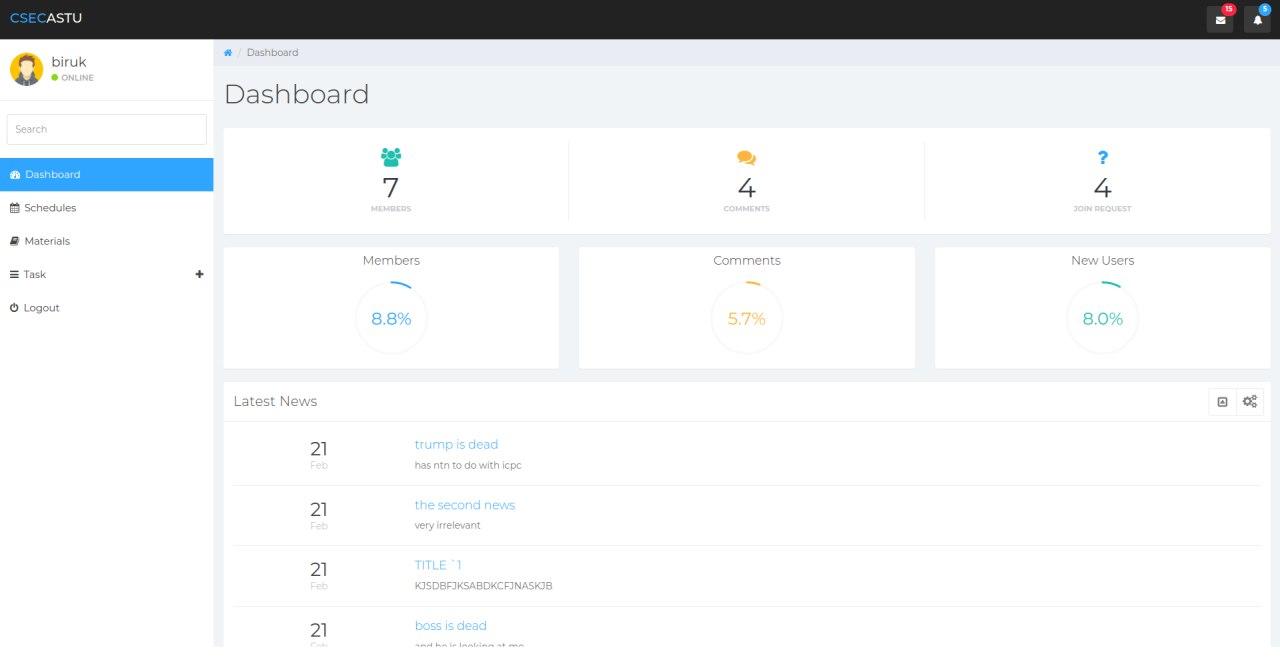 CSECASTU
15
5
biruk
ONLINE
Search
Dashboard
Schedules
Materials
Task
Logout
/ Dashboard
Dashboard
7
MEMBERS
4
COMMENTS
?
4
JOIN REQUEST
Members
8.8%
Comments
5.7%
New Users
8.0%
Latest News
21
Feb
trump is dead
has ntn to do with icpc
21
Feb
the second news
very irrelevant
21
Feb
TITLE `1
KJSDBFJKSABDKCFJNASKJB
21
Feb
boss is dead
and he is looking at me